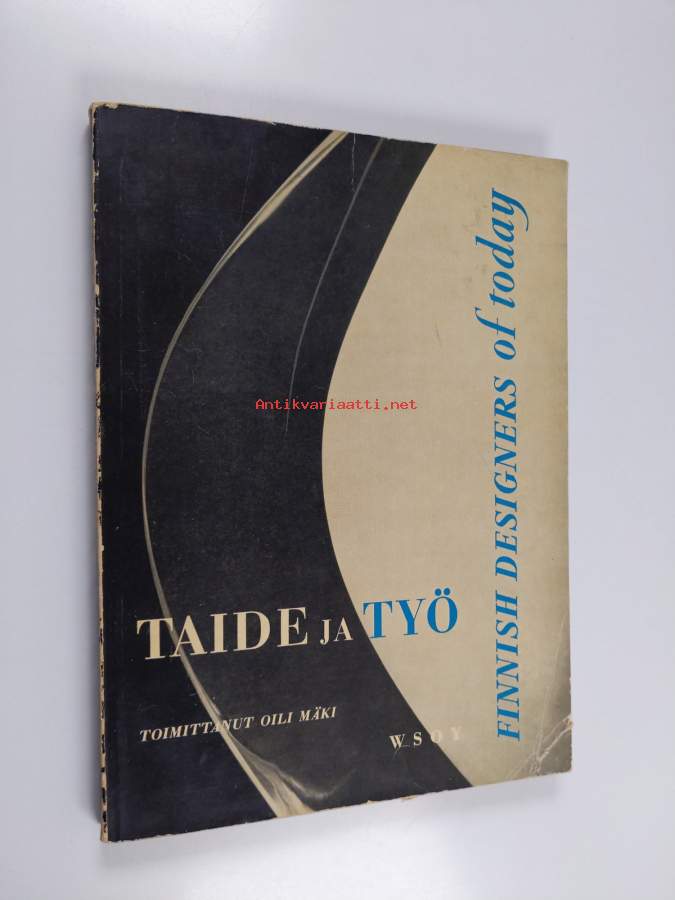 FINNISH DESIGNERS of today
Antikvariaatti.net
TAIDE JA TYÖ
TOIMITTANUT OILI MÄKI
WSOY